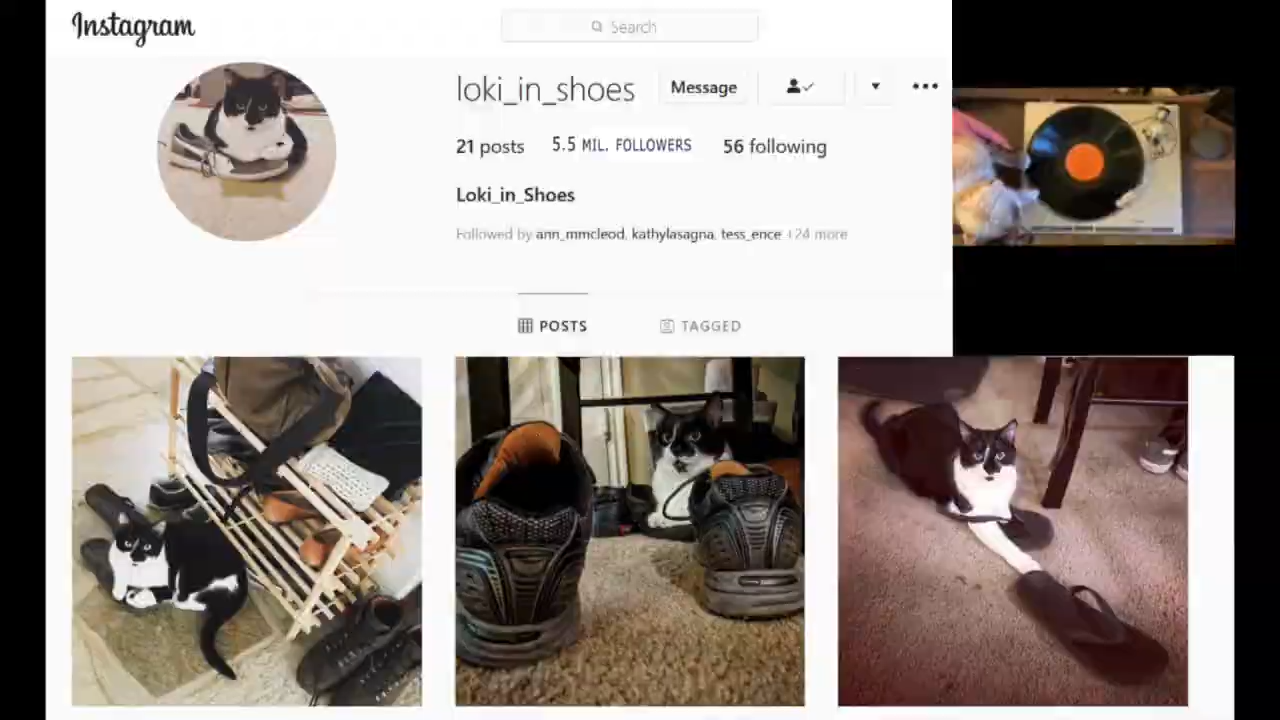 Instagram
Search
loki_in_shoes Message
21 posts 5.5 MIL. FOLLOWERS 56 following
Loki_in_Shoes
Followed by ann_mmcleod, kathylasagna, tess_ence +24 more
POSTS TAGGED